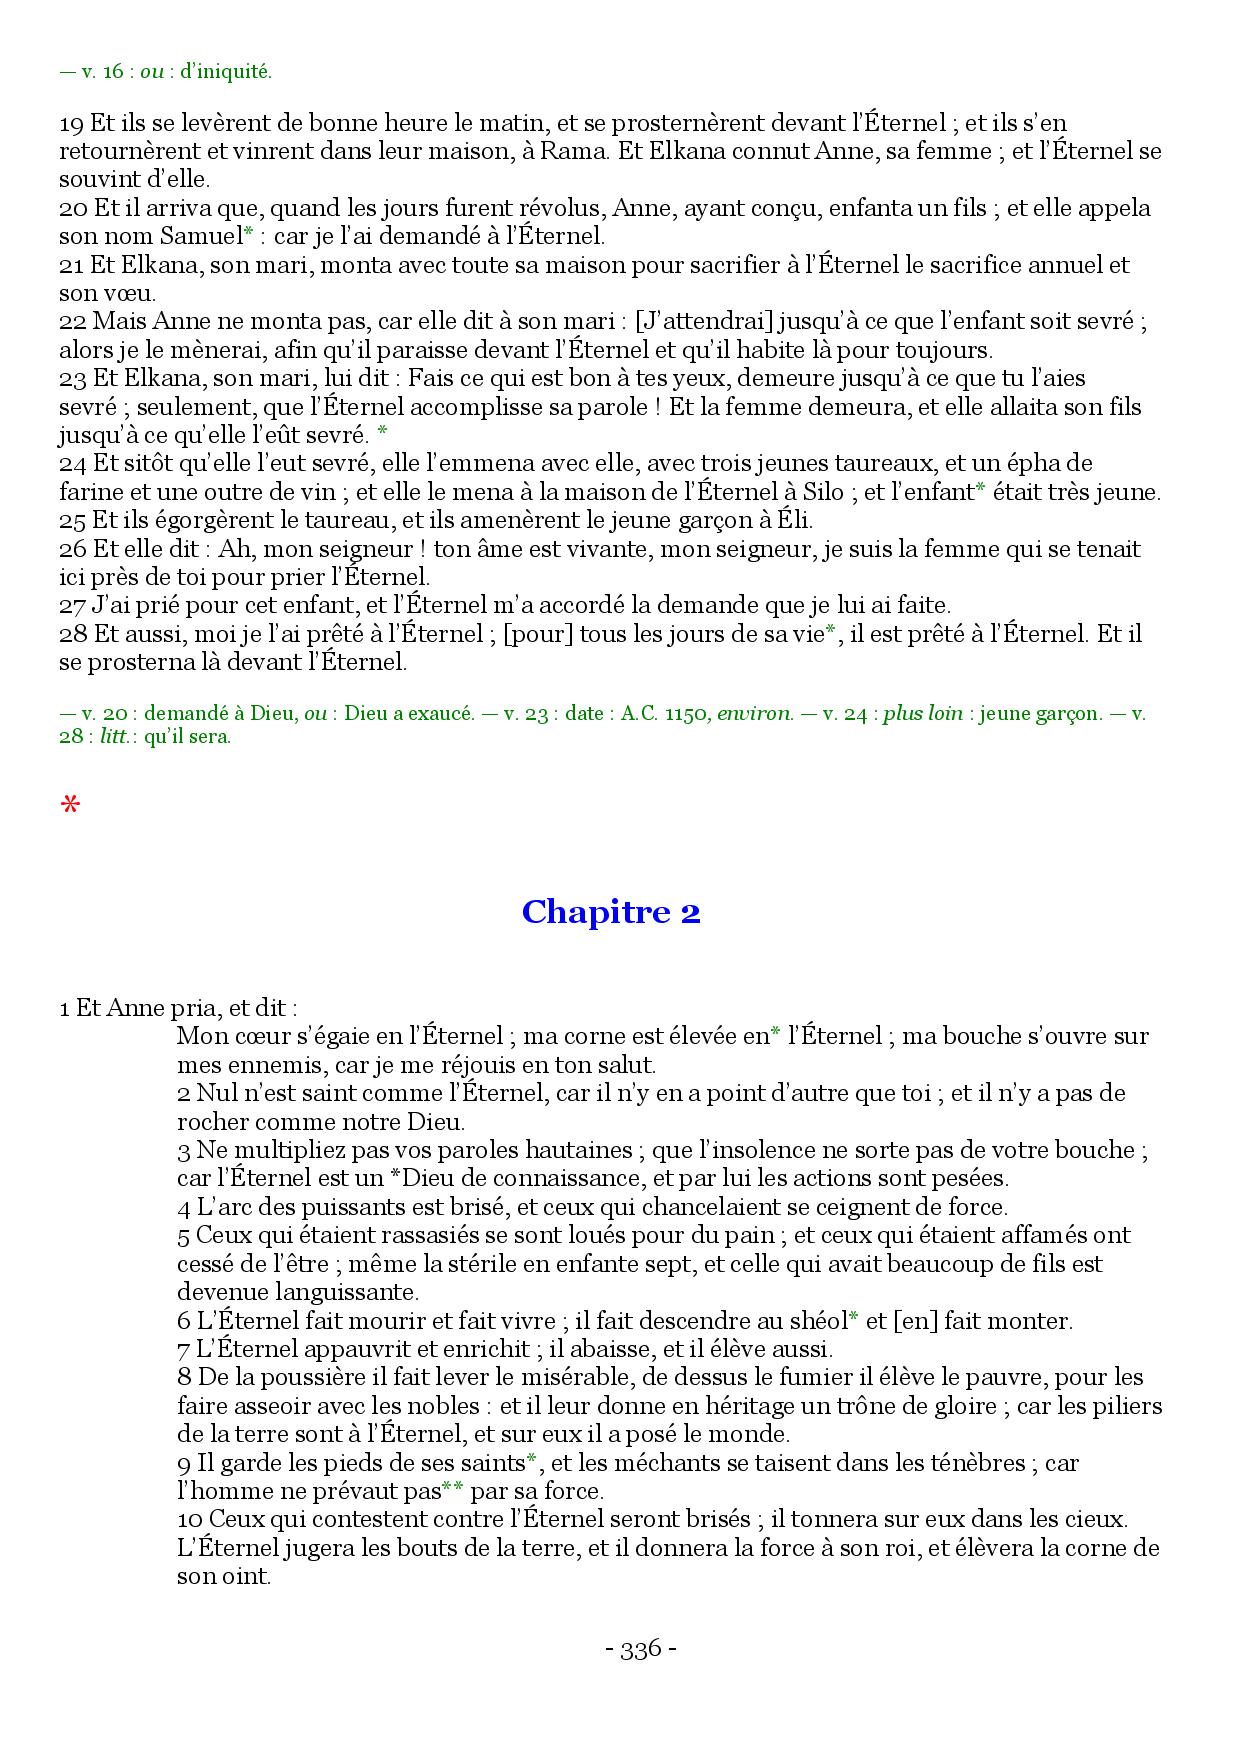 — v. 16 : ou : d’iniquité.
19 Et ils se levèrent de bonne heure le matin, et se prosternèrent devant l’Éternel ; et ils s’en
retournèrent et vinrent dans leur maison, à Rama. Et Elkana connut Anne, sa femme ; et l’Éternel se
souvint d’elle.
20 Et il arriva que, quand les jours furent révolus, Anne, ayant conçu, enfanta un fils ; et elle appela
son nom Samuel* : car je l’ai demandé à l’Éternel.
21 Et Elkana, son mari, monta avec toute sa maison pour sacrifier à l’Éternel le sacrifice annuel et
son vœu.
22 Mais Anne ne monta pas, car elle dit à son mari : [J’attendrai] jusqu’à ce que l’enfant soit sevré ;
alors je le mènerai, afin qu’il paraisse devant l’Éternel et qu’il habite là pour toujours.
23 Et Elkana, son mari, lui dit : Fais ce qui est bon à tes yeux, demeure jusqu’à ce que tu l’aies
sevré ; seulement, que l’Éternel accomplisse sa parole ! Et la femme demeura, et elle allaita son fils
jusqu’à ce qu’elle l’eût sevré. *
24 Et sitôt qu’elle l’eut sevré, elle l’emmena avec elle, avec trois jeunes taureaux, et un épha de
farine et une outre de vin ; et elle le mena à la maison de l’Éternel à Silo ; et l’enfant* était très jeune.
25 Et ils égorgèrent le taureau, et ils amenèrent le jeune garçon à Éli.
26 Et elle dit : Ah, mon seigneur ! ton âme est vivante, mon seigneur, je suis la femme qui se tenait
ici près de toi pour prier l’Éternel.
27 J’ai prié pour cet enfant, et l’Éternel m’a accordé la demande que je lui ai faite.
28 Et aussi, moi je l’ai prêté à l’Éternel ; [pour] tous les jours de sa vie*, il est prêté à l’Éternel. Et il
se prosterna là devant l’Éternel.
— v. 20 : demandé à Dieu, ou : Dieu a exaucé. — v. 23 : date : A.C. 1150, environ. — v. 24 : plus loin : jeune garçon. — v.
28 : litt. : qu’il sera.
*
Chapitre 2
1 Et Anne pria, et dit :
Mon cœur s’égaie en l’Éternel ; ma corne est élevée en* l’Éternel ; ma bouche s’ouvre sur
mes ennemis, car je me réjouis en ton salut.
2 Nul n’est saint comme l’Éternel, car il n’y en a point d’autre que toi ; et il n’y a pas de
rocher comme notre Dieu.
3 Ne multipliez pas vos paroles hautaines ; que l’insolence ne sorte pas de votre bouche ;
car l’Éternel est un *Dieu de connaissance, et par lui les actions sont pesées.
4 L’arc des puissants est brisé, et ceux qui chancelaient se ceignent de force.
5 Ceux qui étaient rassasiés se sont loués pour du pain ; et ceux qui étaient affamés ont
cessé de l’être ; même la stérile en enfante sept, et celle qui avait beaucoup de fils est
devenue languissante.
6 L’Éternel fait mourir et fait vivre ; il fait descendre au shéol* et [en] fait monter.
7 L’Éternel appauvrit et enrichit ; il abaisse, et il élève aussi.
8 De la poussière il fait lever le misérable, de dessus le fumier il élève le pauvre, pour les
faire asseoir avec les nobles : et il leur donne en héritage un trône de gloire ; car les piliers
de la terre sont à l’Éternel, et sur eux il a posé le monde.
9 Il garde les pieds de ses saints*, et les méchants se taisent dans les ténèbres ; car
l’homme ne prévaut pas** par sa force.
10 Ceux qui contestent contre l’Éternel seront brisés ; il tonnera sur eux dans les cieux.
L’Éternel jugera les bouts de la terre, et il donnera la force à son roi, et élèvera la corne de
son oint.
- 336 -